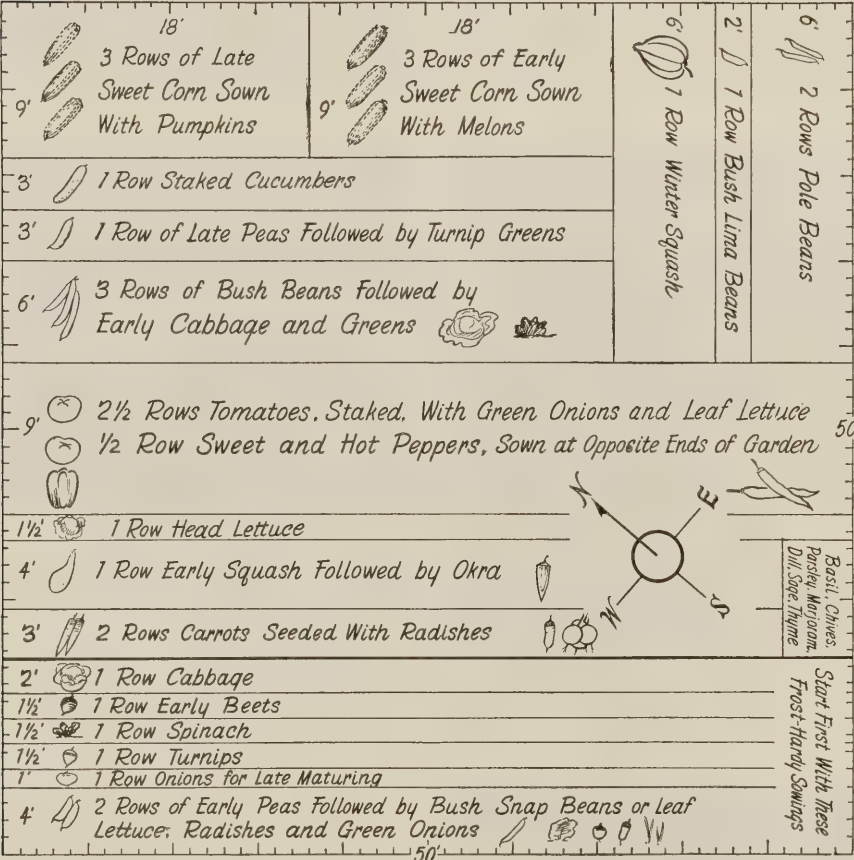 18'
9'
3 Rows of Late
Sweet Corn Sown
With Pumpkins
18'
9'
3 Rows of Early
Sweet Corn Sown
With Melons
6'
1 Row Winter Squash
2'
1 Row Bush Lima Beans
6'
2 Rows Pole Beans
3'
1 Row Staked Cucumbers
3'
1 Row of Late Peas Followed by Turnip Greens
6'
3 Rows of Bush Beans Followed by
Early Cabbage and Greens
9'
2½ Rows Tomatoes. Staked, With Green Onions and Leaf Lettuce
½ Row Sweet and Hot Peppers, Sown at Opposite Ends of Garden
50
N
E
W
S
1½'
1 Row Head Lettuce
4'
1 Row Early Squash Followed by Okra
3'
2 Rows Carrots Seeded With Radishes
Basil, Chives,
Parsley, Marjoram,
Dill, Sage, Thyme
2'
1 Row Cabbage
1½'
1 Row Early Beets
1½'
1 Row Spinach
1½'
1 Row Turnips
1'
1 Row Onions for Late Maturing
4'
2 Rows of Early Peas Followed by Bush Snap Beans or Leaf
Lettuce, Radishes and Green Onions
Start First With These
Frost-Hardy Sowings
50'